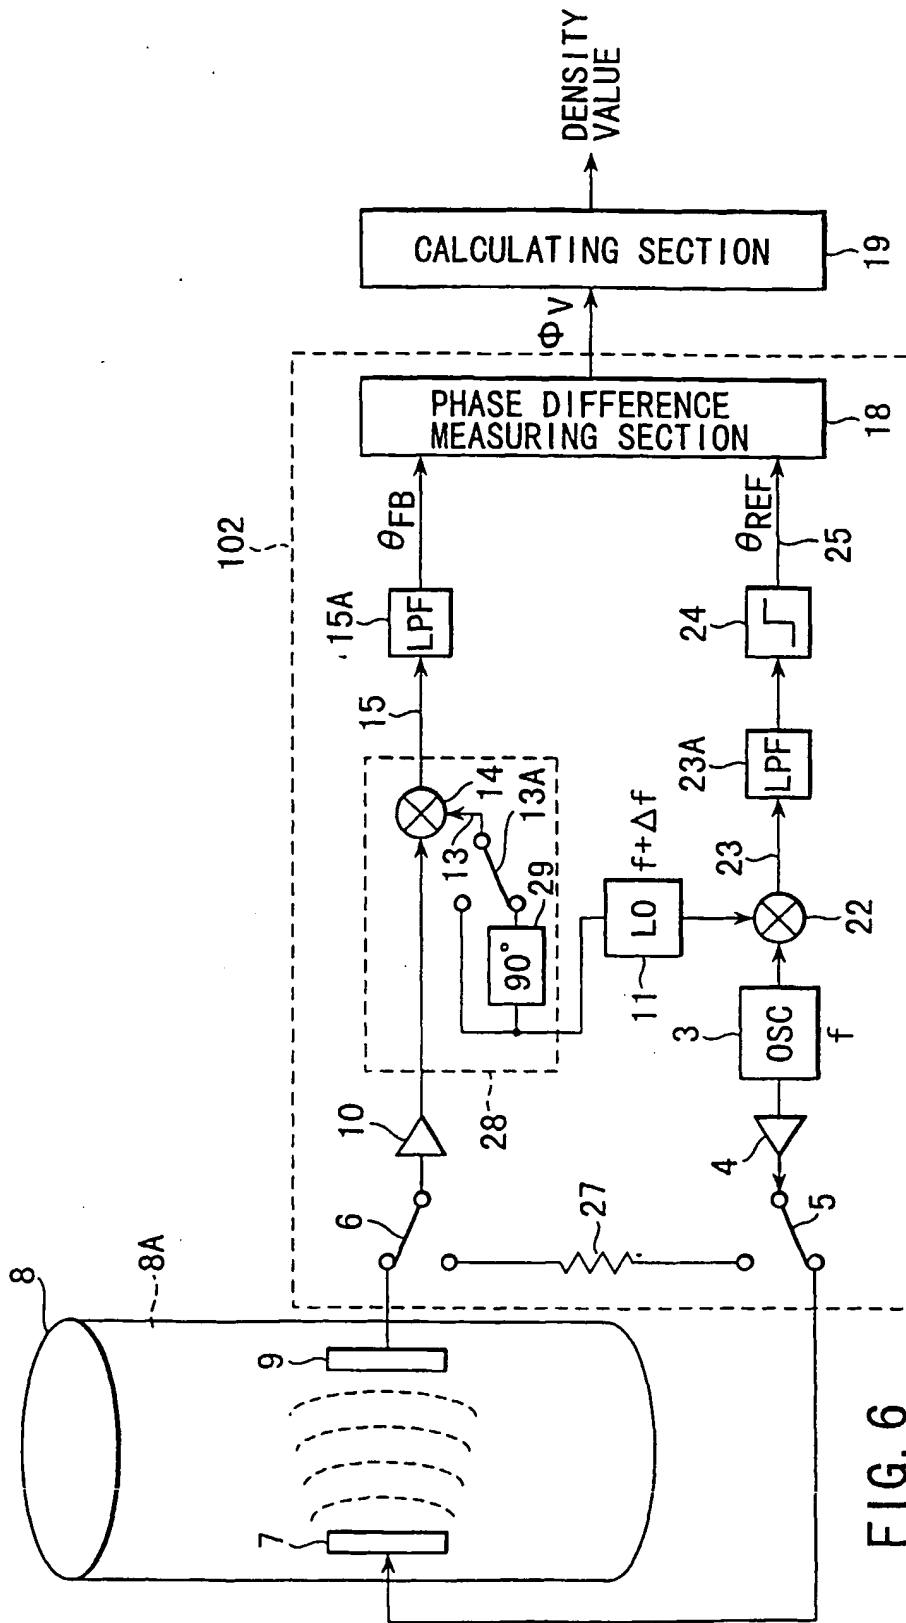 8
8A
7
9
6
10
28
102
15
14
13
13A
29
90°
15A
LPF
θFB
PHASE DIFFERENCE
MEASURING SECTION
18
ΦV
CALCULATING SECTION
19
DENSITY
VALUE
27
5
4
3
OSC
f
11
LO
f+Δf
22
23
23A
LPF
24
θREF
25
FIG. 6